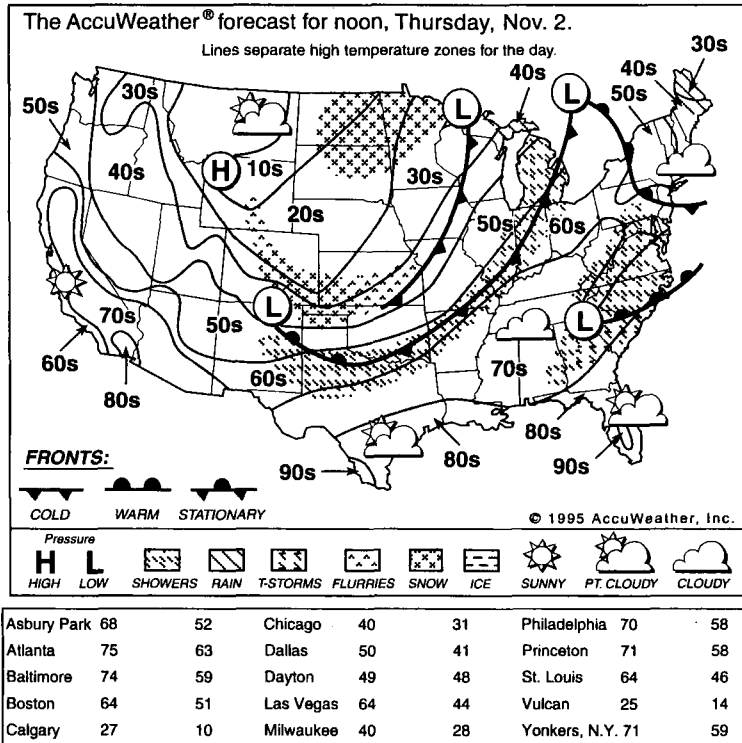 The AccuWeather® forecast for noon, Thursday, Nov. 2.
Lines separate high temperature zones for the day.
30s
40s
40s
30s
50s
50s
30s
L
L
H
10s
40s
30s
20s
50s
60s
L
50s
70s
L
60s
70s
60s
80s
80s
80s
90s
90s
FRONTS:
COLD WARM STATIONARY
© 1995 AccuWeather, Inc.
Pressure
H L
HIGH LOW SHOWERS RAIN T-STORMS FLURRIES SNOW ICE SUNNY PT. CLOUDY CLOUDY
Asbury Park 68 52 Chicago 40 31 Philadelphia 70 58
Atlanta 75 63 Dallas 50 41 Princeton 71 58
Baltimore 74 59 Dayton 49 48 St. Louis 64 46
Boston 64 51 Las Vegas 64 44 Vulcan 25 14
Calgary 27 10 Milwaukee 40 28 Yonkers, N.Y. 71 59